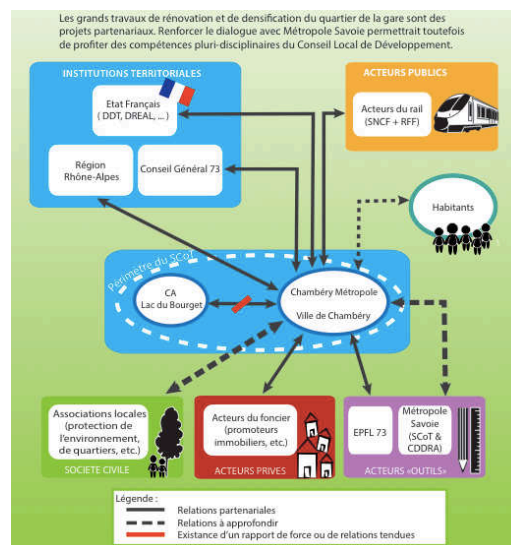 Les grands travaux de rénovation et de densification du quartier de la gare sont des
projets partenariaux. Renforcer le dialogue avec Métropole Savoie permettrait toutefois
de profiter des compétences pluri-disciplinaires du Conseil Local de Développement.
INSTITUTIONS TERRITORIALES
Etat Français
( DDT, DREAL, ... )
Région
Rhône-Alpes
Conseil Général 73
ACTEURS PUBLICS
Acteurs du rail
(SNCF + RFF)
Habitants
Périmètre du SCoT
CA
Lac du Bourget
Chambéry Métropole
Ville de Chambéry
Associations locales
(protection de
l'environnement,
de quartiers, etc.)
SOCIETE CIVILE
Acteurs du foncier
(promoteurs
immobiliers, etc.)
ACTEURS PRIVES
EPFL 73
Métropole
Savoie
(SCoT &
CDDRA)
ACTEURS «OUTILS»
Légende :
Relations partenariales
Relations à approfondir
Existance d'un rapport de force ou de relations tendues